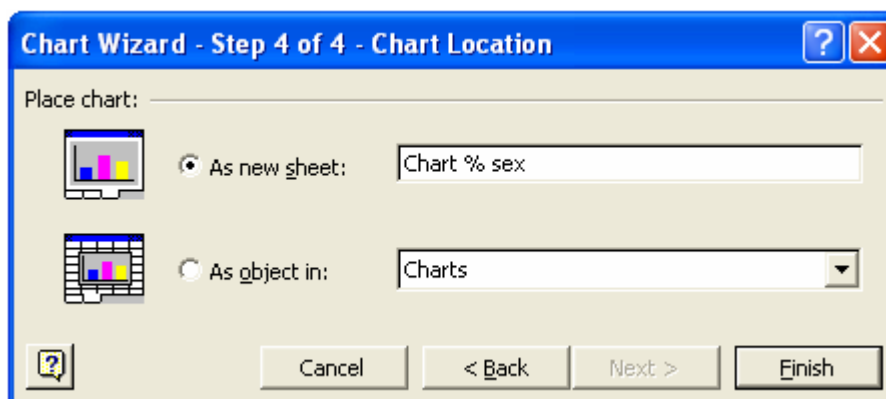 Chart Wizard - Step 4 of 4 - Chart Location
Place chart:
As new sheet: Chart % sex
As object in: Charts
Cancel < Back Next > Finish